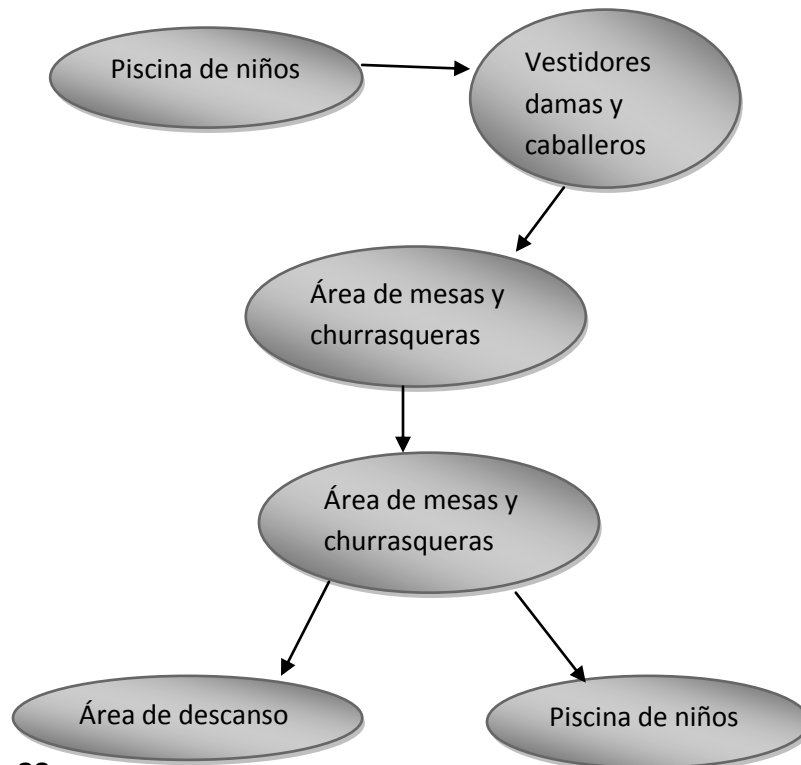 Piscina de niños
Vestidores
damas y
caballeros
Área de mesas y
churrasqueras
Área de mesas y
churrasqueras
Área de descanso
Piscina de niños